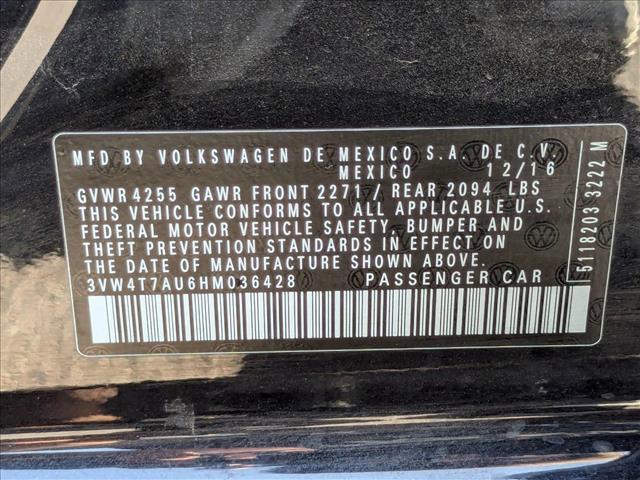 MFD BY VOLKSWAGEN DE MEXICO S.A. DE C.V.
MEXICO 12/16
GVWR 4255 GAWR FRONT 2271 / REAR 2094 LBS
THIS VEHICLE CONFORMS TO ALL APPLICABLE U.S.
FEDERAL MOTOR VEHICLE SAFETY, BUMPER AND
THEFT PREVENTION STANDARDS IN EFFECT ON
THE DATE OF MANUFACTURE SHOWN ABOVE.
3VW4T7AU6HM036428 PASSENGER CAR
5118203 3222 M